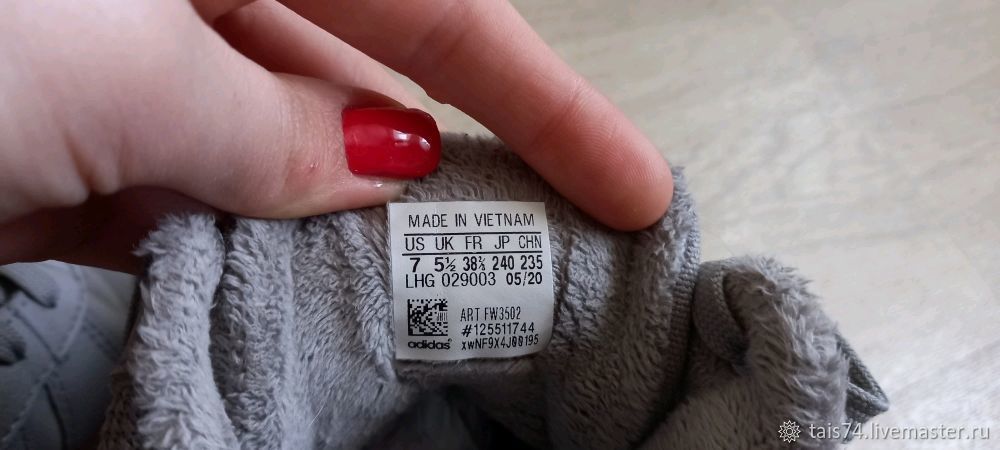 MADE IN VIETNAM
US UK FR JP CHN
7 5½ 38⅔ 240 235
LHG 029003 05/20
ART FW3502
#125511744
adidas xwNF9X4J00195
tais74.livemaster.ru